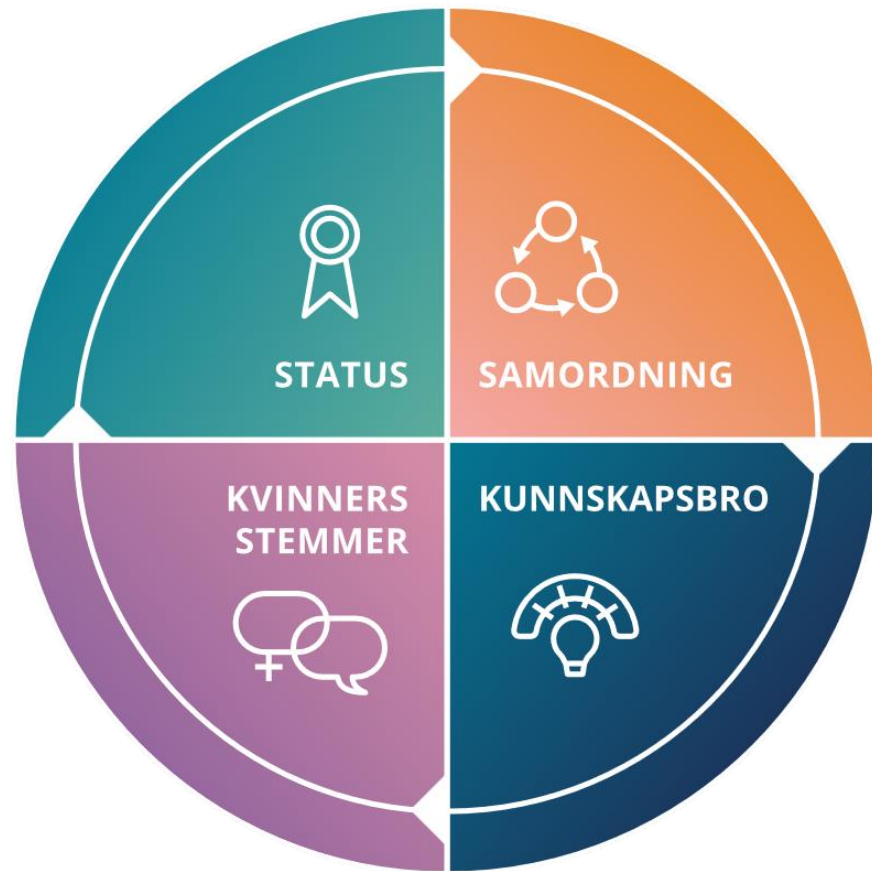 STATUS
SAMORDNING
KVINNERS
STEMMER
KUNNSKAPSBRO